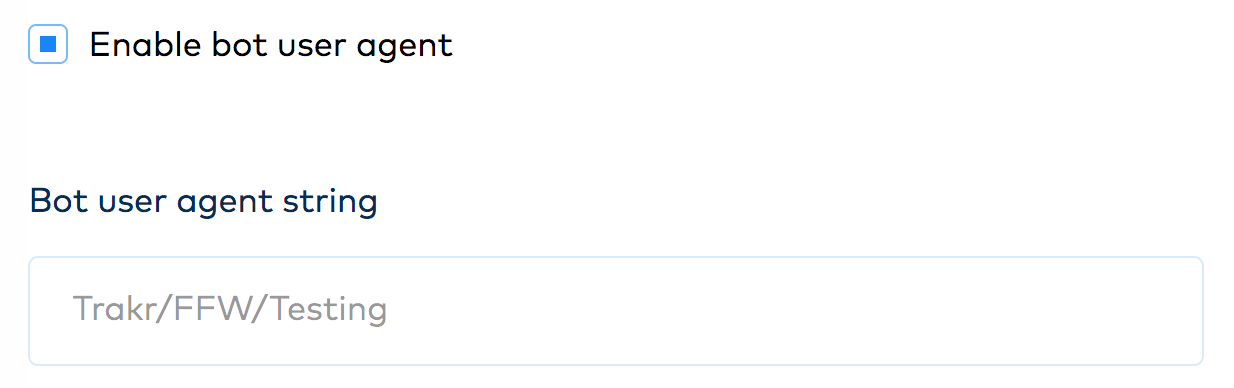 Enable bot user agent
Bot user agent string
Trakr/FFW/Testing